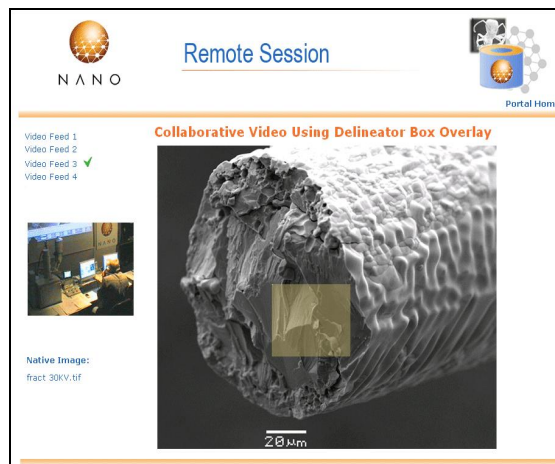 NANO
Remote Session
Portal Hom
Video Feed 1
Video Feed 2
Video Feed 3
Video Feed 4
Collaborative Video Using Delineator Box Overlay
NANO
Native Image:
fract 30KV.tif
20µm